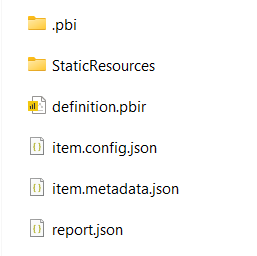 .pbi
StaticResources
definition.pbir
item.config.json
item.metadata.json
report.json